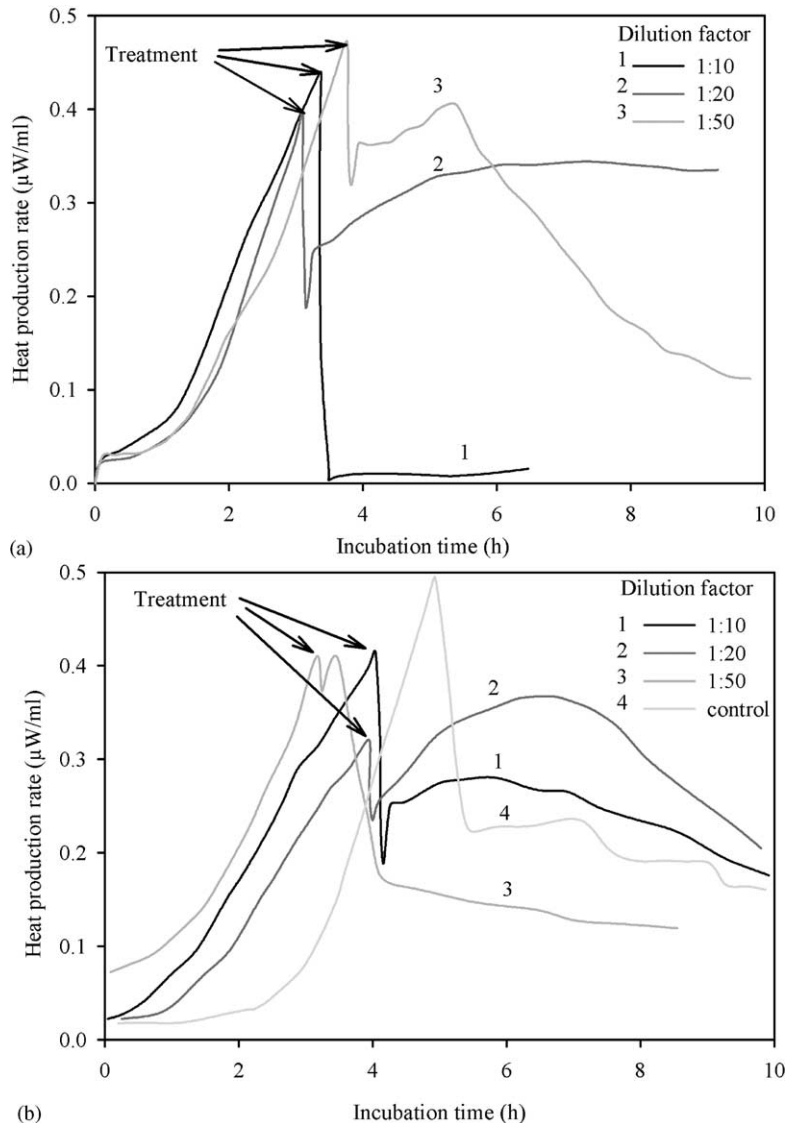 0.5
Treatment
Dilution factor
1 1:10
2 1:20
3 1:50
0.4
3
2
0.3
0.2
0.1
1
0.0
0 2 4 6 8 10
Heat production rate (µW/ml)
(a) Incubation time (h)
0.5
Treatment
Dilution factor
1 1:10
2 1:20
3 1:50
4 control
0.4
2
0.3
1
4
0.2
3
0.1
0.0
0 2 4 6 8 10
Heat production rate (µW/ml)
(b) Incubation time (h)